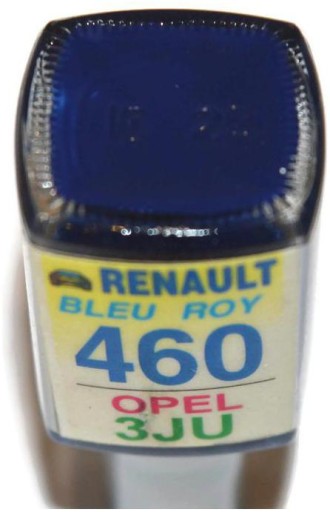 RENAULT
BLEU ROY
460
OPEL
3JU